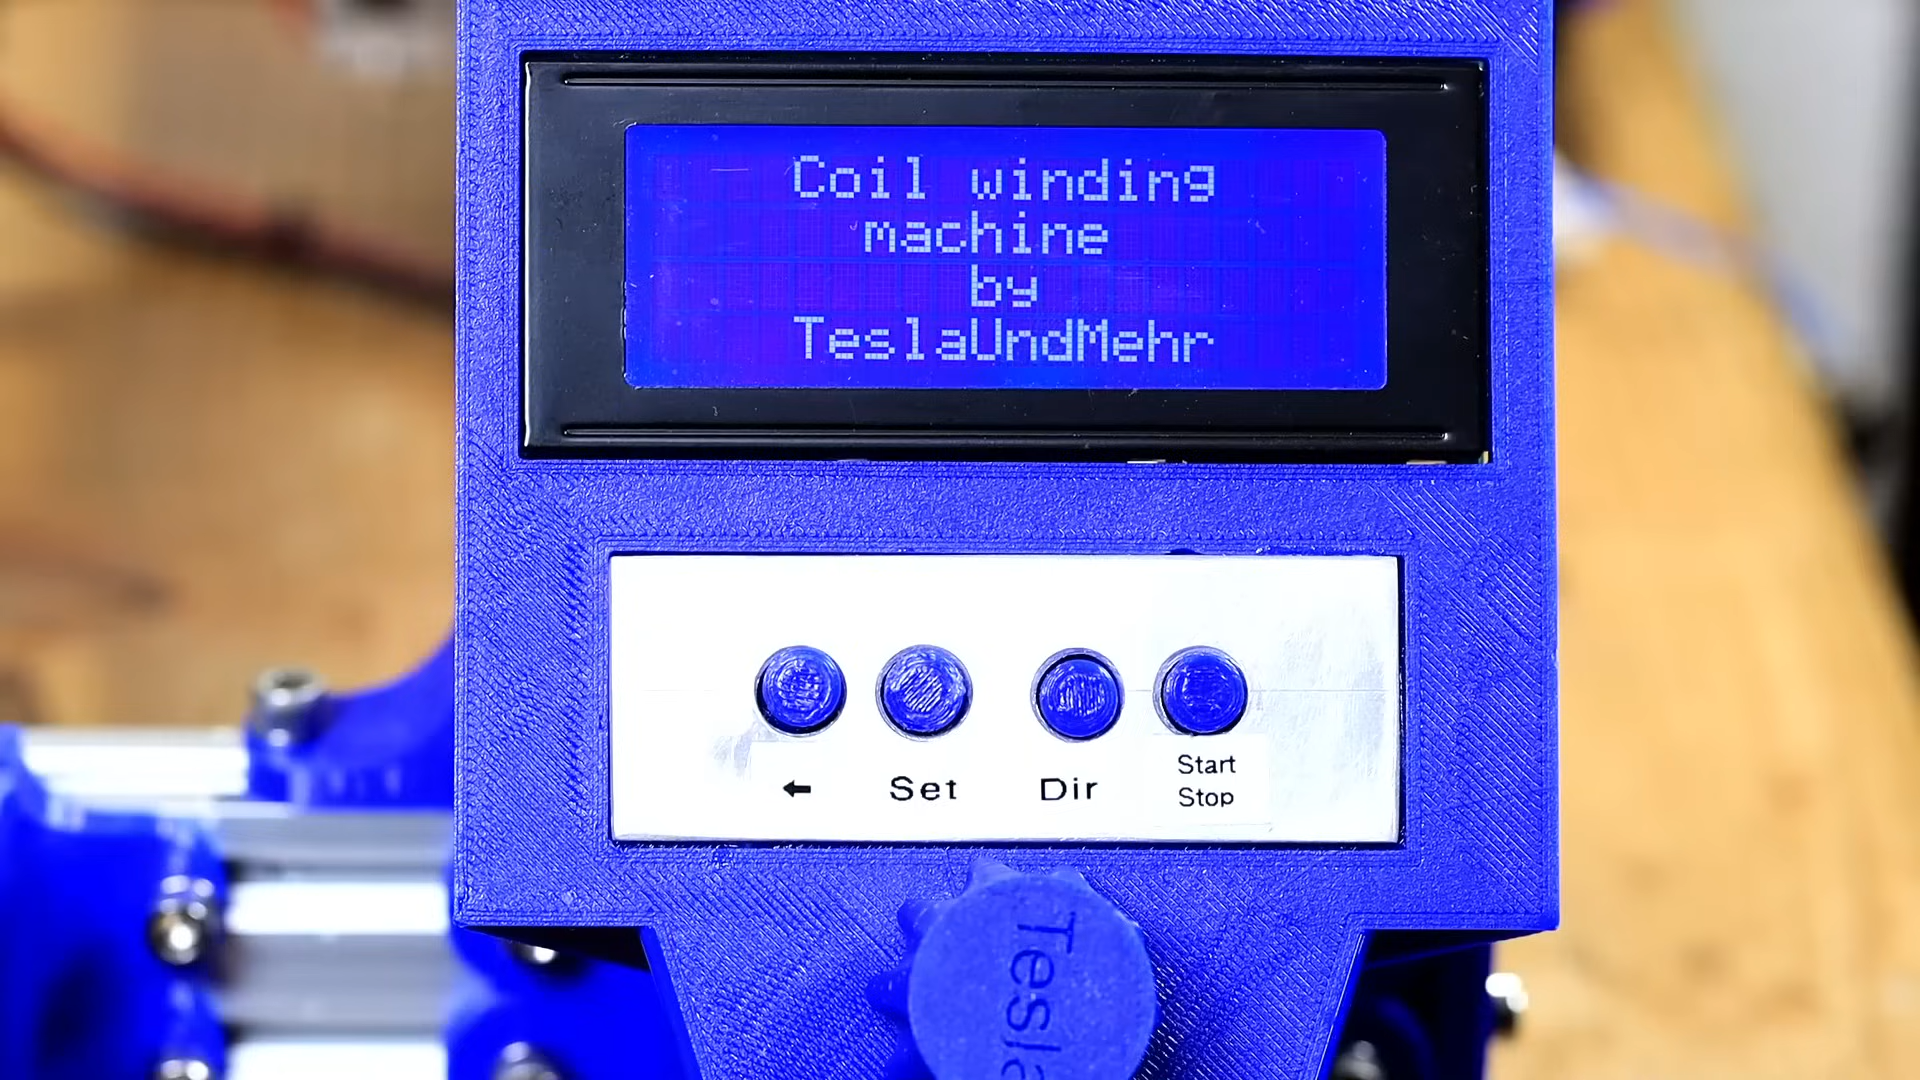 Coil winding
machine
by
TeslaUndMehr
← Set Dir Start
Stop
Tesla